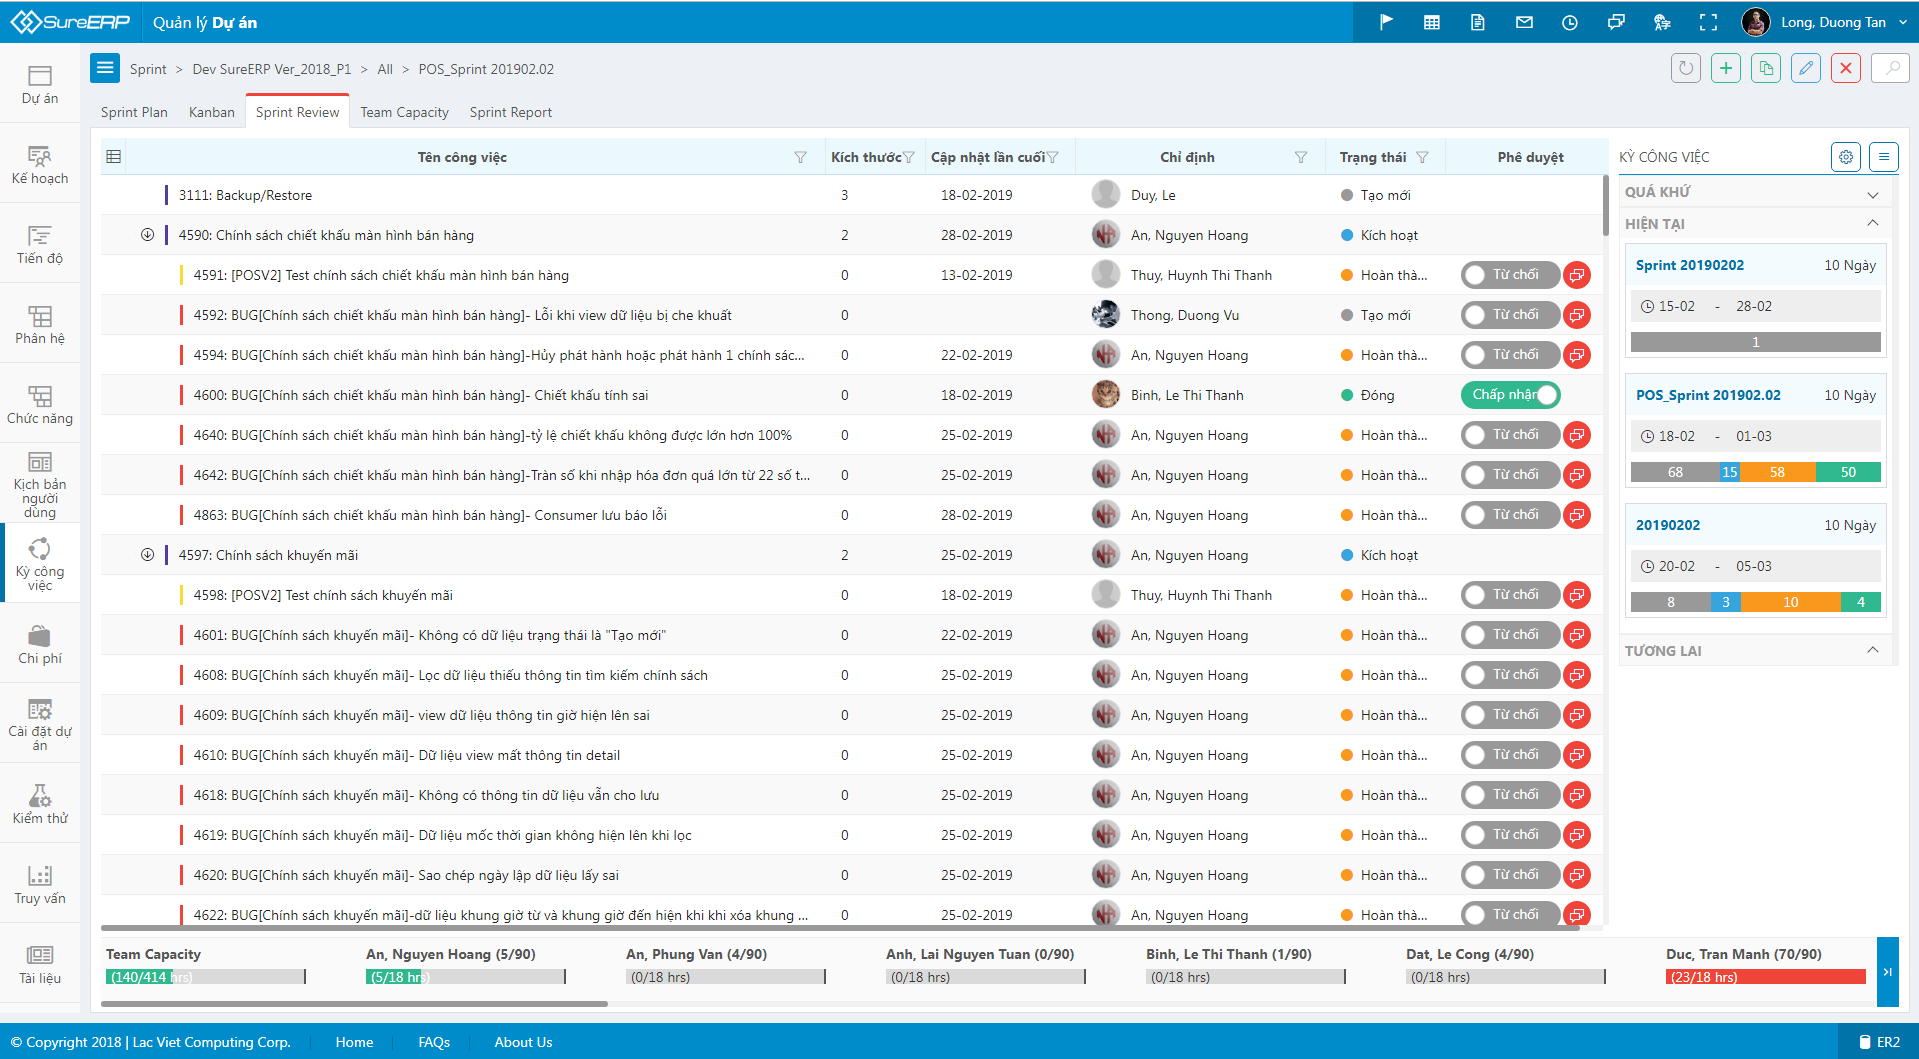 SureERP
Quản lý Dự án
Long, Duong Tan
Sprint > Dev SureERP Ver_2018_P1 > All > POS_Sprint 201902.02
Sprint Plan Kanban Sprint Review Team Capacity Sprint Report
Dự án
Kế hoạch
Tiến độ
Phân hệ
Chức năng
Kịch bản
người
dùng
Kỳ công
việc
Chi phí
Cài đặt dự
án
Kiểm thử
Truy vấn
Tài liệu
Tên công việc Kích thước Cập nhật lần cuối Chỉ định Trạng thái Phê duyệt
3111: Backup/Restore 3 18-02-2019 Duy, Le Tạo mới
4590: Chính sách chiết khấu màn hình bán hàng 2 28-02-2019 An, Nguyen Hoang Kích hoạt
4591: [POSV2] Test chính sách chiết khấu màn hình bán hàng 0 13-02-2019 Thuy, Huynh Thi Thanh Hoàn thà... Từ chối
4592: BUG[Chính sách chiết khấu màn hình bán hàng]- Lỗi khi view dữ liệu bị che khuất 0 Thong, Duong Vu Tạo mới Từ chối
4594: BUG[Chính sách chiết khấu màn hình bán hàng]-Hủy phát hành hoặc phát hành 1 chính sác... 0 22-02-2019 An, Nguyen Hoang Hoàn thà... Từ chối
4600: BUG[Chính sách chiết khấu màn hình bán hàng]- Chiết khấu tính sai 0 18-02-2019 Binh, Le Thi Thanh Đóng Chấp nhận
4640: BUG[Chính sách chiết khấu màn hình bán hàng]-tỷ lệ chiết khấu không được lớn hơn 100% 0 25-02-2019 An, Nguyen Hoang Hoàn thà... Từ chối
4642: BUG[Chính sách chiết khấu màn hình bán hàng]-Tràn số khi nhập hóa đơn quá lớn từ 22 số t... 0 25-02-2019 An, Nguyen Hoang Hoàn thà... Từ chối
4863: BUG[Chính sách chiết khấu màn hình bán hàng]- Consumer lưu báo lỗi 0 28-02-2019 An, Nguyen Hoang Hoàn thà... Từ chối
4597: Chính sách khuyến mãi 2 25-02-2019 An, Nguyen Hoang Kích hoạt
4598: [POSV2] Test chính sách khuyến mãi 0 18-02-2019 Thuy, Huynh Thi Thanh Hoàn thà... Từ chối
4601: BUG[Chính sách khuyến mãi]- Không có dữ liệu trạng thái là "Tạo mới" 0 22-02-2019 An, Nguyen Hoang Hoàn thà... Từ chối
4608: BUG[Chính sách khuyến mãi]- Lọc dữ liệu thiếu thông tin tìm kiếm chính sách 0 25-02-2019 An, Nguyen Hoang Hoàn thà... Từ chối
4609: BUG[Chính sách khuyến mãi]- view dữ liệu thông tin giờ hiện lên sai 0 25-02-2019 An, Nguyen Hoang Hoàn thà... Từ chối
4610: BUG[Chính sách khuyến mãi]- Dữ liệu view mất thông tin detail 0 25-02-2019 An, Nguyen Hoang Hoàn thà... Từ chối
4618: BUG[Chính sách khuyến mãi]- Không có thông tin dữ liệu vẫn cho lưu 0 25-02-2019 An, Nguyen Hoang Hoàn thà... Từ chối
4619: BUG[Chính sách khuyến mãi]- Dữ liệu mốc thời gian không hiện lên khi lọc 0 25-02-2019 An, Nguyen Hoang Hoàn thà... Từ chối
4620: BUG[Chính sách khuyến mãi]- Sao chép ngày lập dữ liệu lấy sai 0 25-02-2019 An, Nguyen Hoang Hoàn thà... Từ chối
4622: BUG[Chính sách khuyến mãi]-dữ liệu khung giờ từ và khung giờ đến hiện khi khi xóa khung ... 0 25-02-2019 An, Nguyen Hoang Hoàn thà... Từ chối
KỲ CÔNG VIỆC
QUÁ KHỨ
HIỆN TẠI
Sprint 20190202 10 Ngày
15-02 - 28-02
1
POS_Sprint 201902.02 10 Ngày
18-02 - 01-03
68 15 58 50
20190202 10 Ngày
20-02 - 05-03
8 3 10 4
TƯƠNG LAI
Team Capacity An, Nguyen Hoang (5/90) An, Phung Van (4/90) Anh, Lai Nguyen Tuan (0/90) Binh, Le Thi Thanh (1/90) Dat, Le Cong (4/90) Duc, Tran Manh (70/90)
(140/414 hrs) (5/18 hrs) (0/18 hrs) (0/18 hrs) (0/18 hrs) (0/18 hrs) (23/18 hrs)
© Copyright 2018 | Lac Viet Computing Corp. Home FAQs About Us ER2